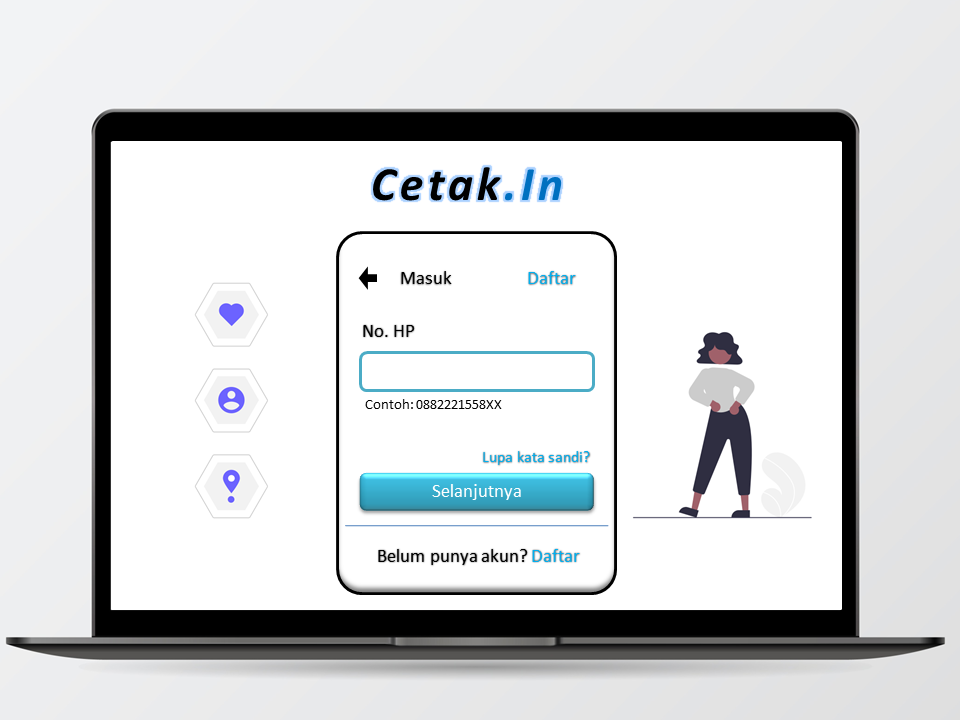 Cetak.In
Masuk Daftar
No. HP
Contoh: 0882221558XX
Lupa kata sandi?
Selanjutnya
Belum punya akun? Daftar